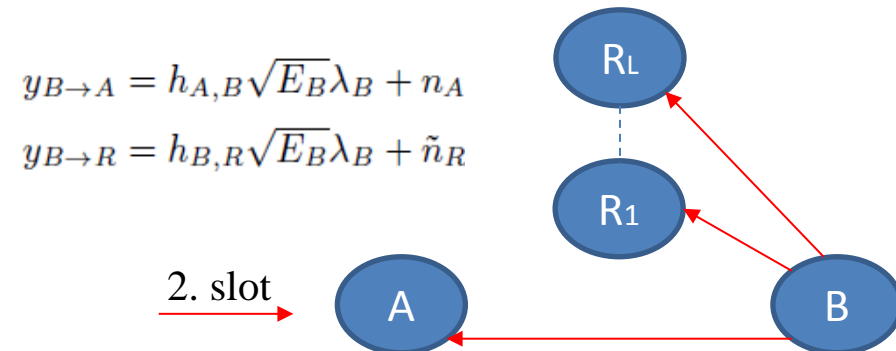 y_{B→A} = h_{A,B}√E_B λ_B + n_A
y_{B→R} = h_{B,R}√E_B λ_B + ñ_R
R_L
R_1
2. slot
A
B